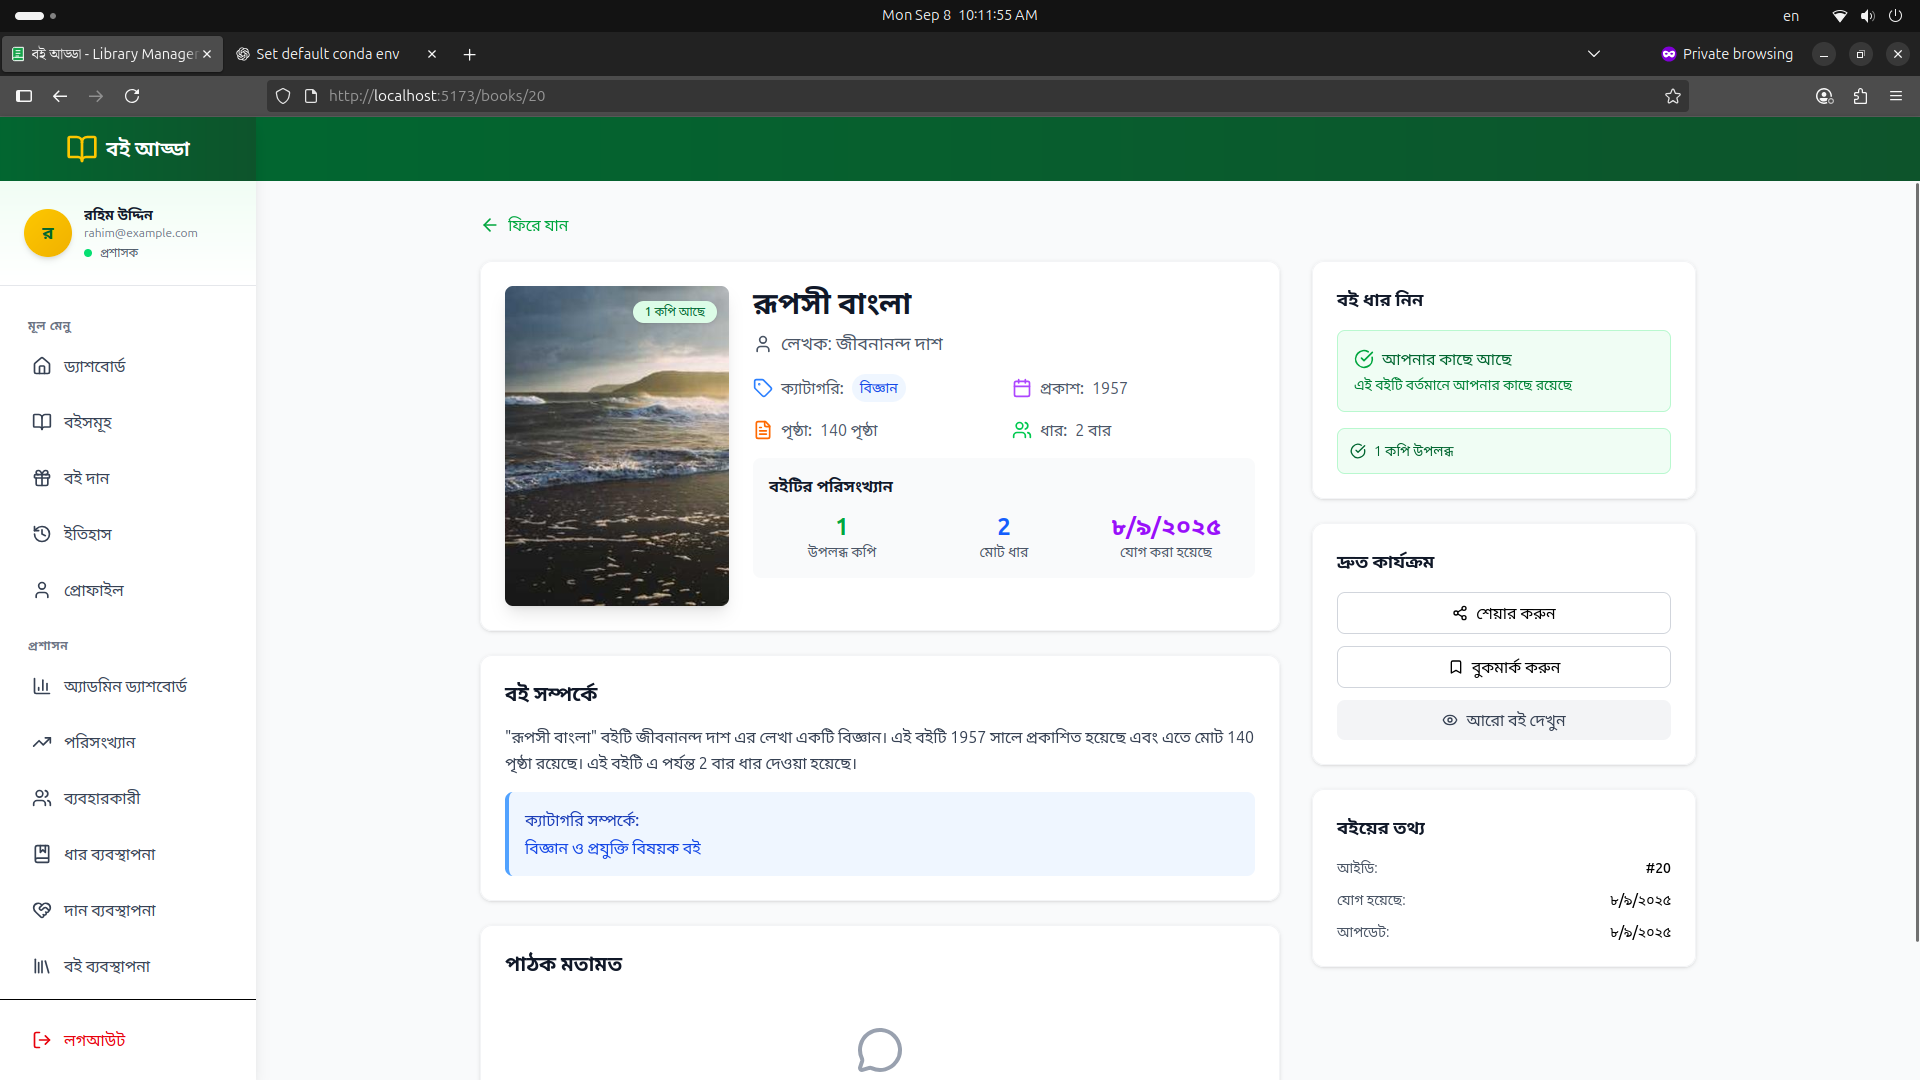 Mon Sep 8 10:11:55 AM
en
বই আড্ডা - Library Manager
Set default conda env
Private browsing
http://localhost:5173/books/20
বই আড্ডা
রহিম উদ্দিন
rahim@example.com
প্রশাসক
র
মূল মেনু
ড্যাশবোর্ড
বইসমূহ
বই দান
ইতিহাস
প্রোফাইল
প্রশাসন
অ্যাডমিন ড্যাশবোর্ড
পরিসংখ্যান
ব্যবহারকারী
ধার ব্যবস্থাপনা
দান ব্যবস্থাপনা
বই ব্যবস্থাপনা
লগআউট
ফিরে যান
1 কপি আছে
রূপসী বাংলা
লেখক: জীবনানন্দ দাশ
ক্যাটাগরি: বিজ্ঞান
প্রকাশ: 1957
পৃষ্ঠা: 140 পৃষ্ঠা
ধার: 2 বার
বইটির পরিসংখ্যান
1
উপলব্ধ কপি
2
মোট ধার
৮/৯/২০২৫
যোগ করা হয়েছে
বই সম্পর্কে
"রূপসী বাংলা" বইটি জীবনানন্দ দাশ এর লেখা একটি বিজ্ঞান। এই বইটি 1957 সালে প্রকাশিত হয়েছে এবং এতে মোট 140
পৃষ্ঠা রয়েছে। এই বইটি এ পর্যন্ত 2 বার ধার দেওয়া হয়েছে।
ক্যাটাগরি সম্পর্কে:
বিজ্ঞান ও প্রযুক্তি বিষয়ক বই
পাঠক মতামত
বই ধার নিন
আপনার কাছে আছে
এই বইটি বর্তমানে আপনার কাছে রয়েছে
1 কপি উপলব্ধ
দ্রুত কার্যক্রম
শেয়ার করুন
বুকমার্ক করুন
আরো বই দেখুন
বইয়ের তথ্য
আইডি: #20
যোগ হয়েছে: ৮/৯/২০২৫
আপডেট: ৮/৯/২০২৫